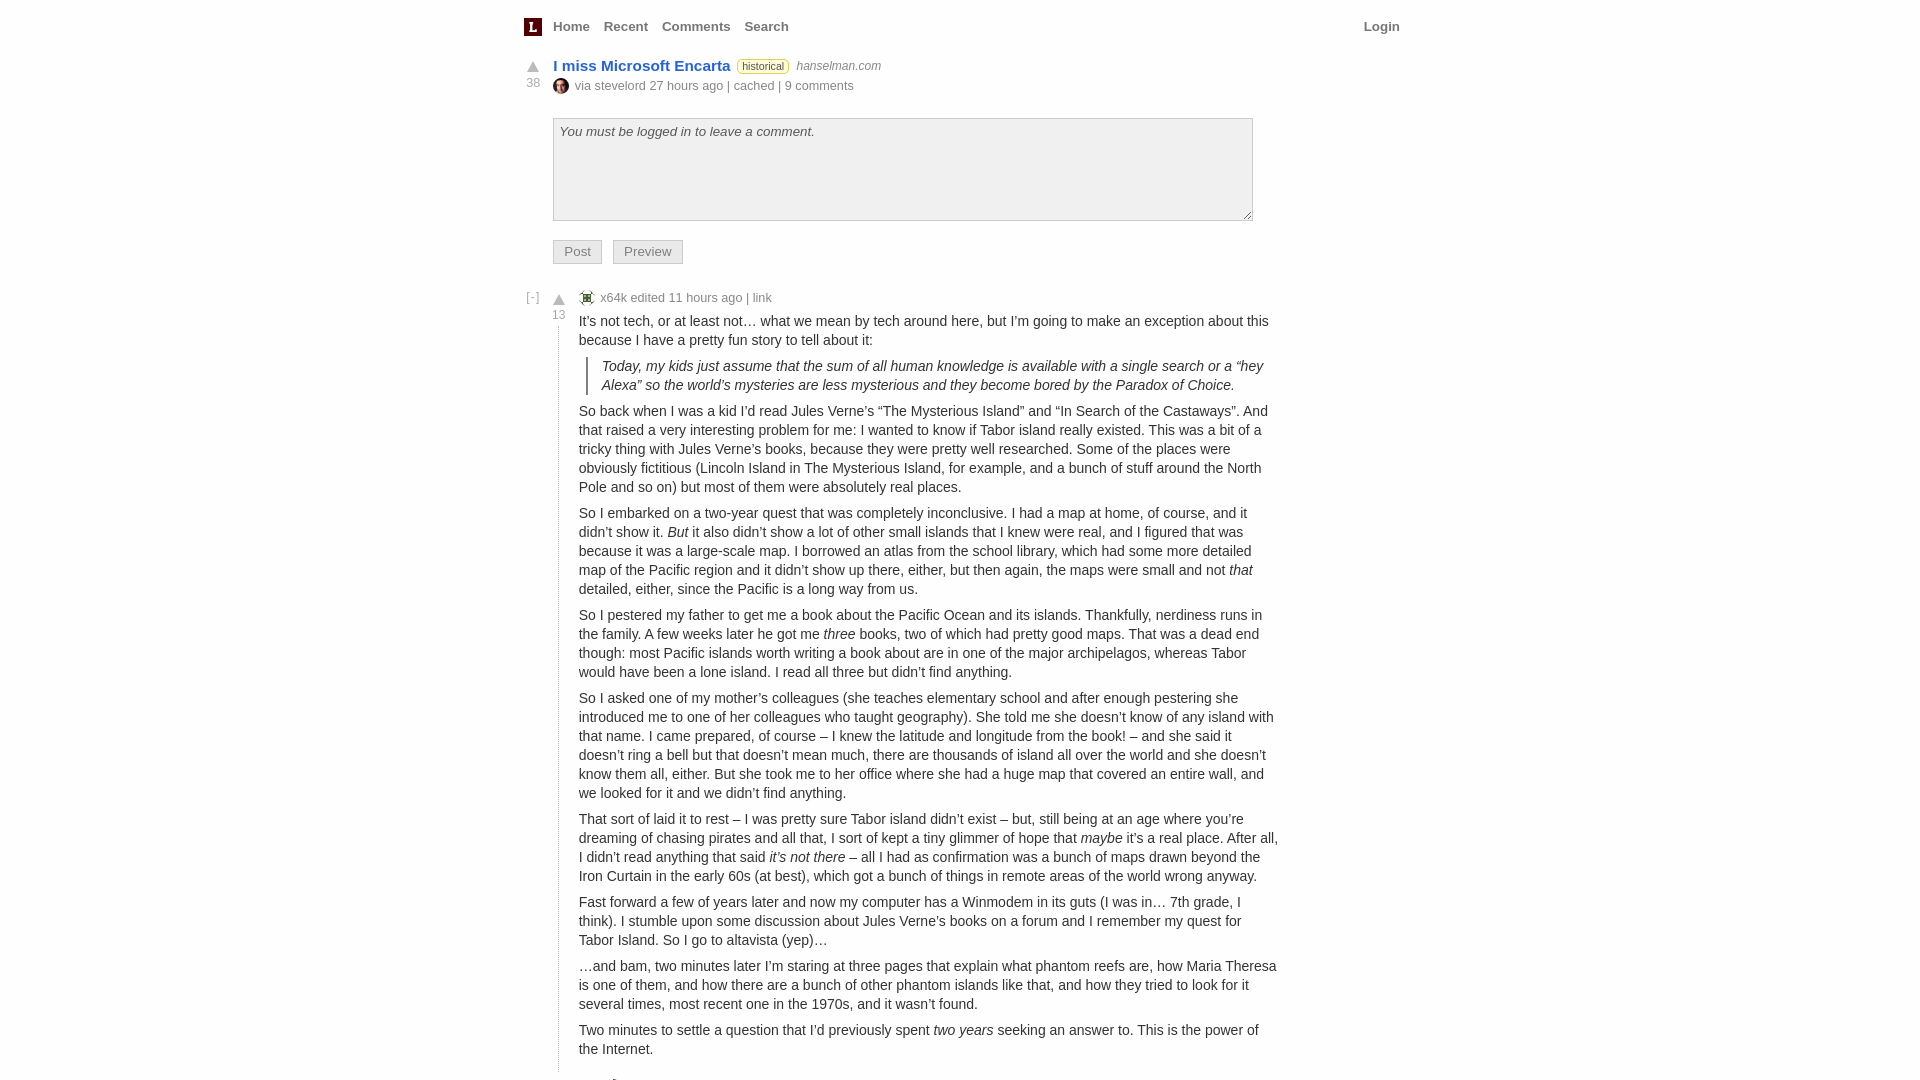 L Home Recent Comments Search Login
I miss Microsoft Encarta historical hanselman.com
38 via stevelord 27 hours ago | cached | 9 comments
You must be logged in to leave a comment.
Post Preview
[-] x64k edited 11 hours ago | link
13
It’s not tech, or at least not… what we mean by tech around here, but I’m going to make an exception about this
because I have a pretty fun story to tell about it:
Today, my kids just assume that the sum of all human knowledge is available with a single search or a “hey
Alexa” so the world’s mysteries are less mysterious and they become bored by the Paradox of Choice.
So back when I was a kid I’d read Jules Verne’s “The Mysterious Island” and “In Search of the Castaways”. And
that raised a very interesting problem for me: I wanted to know if Tabor island really existed. This was a bit of a
tricky thing with Jules Verne’s books, because they were pretty well researched. Some of the places were
obviously fictitious (Lincoln Island in The Mysterious Island, for example, and a bunch of stuff around the North
Pole and so on) but most of them were absolutely real places.
So I embarked on a two-year quest that was completely inconclusive. I had a map at home, of course, and it
didn’t show it. But it also didn’t show a lot of other small islands that I knew were real, and I figured that was
because it was a large-scale map. I borrowed an atlas from the school library, which had some more detailed
map of the Pacific region and it didn’t show up there, either, but then again, the maps were small and not that
detailed, either, since the Pacific is a long way from us.
So I pestered my father to get me a book about the Pacific Ocean and its islands. Thankfully, nerdiness runs in
the family. A few weeks later he got me three books, two of which had pretty good maps. That was a dead end
though: most Pacific islands worth writing a book about are in one of the major archipelagos, whereas Tabor
would have been a lone island. I read all three but didn’t find anything.
So I asked one of my mother’s colleagues (she teaches elementary school and after enough pestering she
introduced me to one of her colleagues who taught geography). She told me she doesn’t know of any island with
that name. I came prepared, of course – I knew the latitude and longitude from the book! – and she said it
doesn’t ring a bell but that doesn’t mean much, there are thousands of island all over the world and she doesn’t
know them all, either. But she took me to her office where she had a huge map that covered an entire wall, and
we looked for it and we didn’t find anything.
That sort of laid it to rest – I was pretty sure Tabor island didn’t exist – but, still being at an age where you’re
dreaming of chasing pirates and all that, I sort of kept a tiny glimmer of hope that maybe it’s a real place. After all,
I didn’t read anything that said it’s not there – all I had as confirmation was a bunch of maps drawn beyond the
Iron Curtain in the early 60s (at best), which got a bunch of things in remote areas of the world wrong anyway.
Fast forward a few of years later and now my computer has a Winmodem in its guts (I was in… 7th grade, I
think). I stumble upon some discussion about Jules Verne’s books on a forum and I remember my quest for
Tabor Island. So I go to altavista (yep)…
…and bam, two minutes later I’m staring at three pages that explain what phantom reefs are, how Maria Theresa
is one of them, and how there are a bunch of other phantom islands like that, and how they tried to look for it
several times, most recent one in the 1970s, and it wasn’t found.
Two minutes to settle a question that I’d previously spent two years seeking an answer to. This is the power of
the Internet.